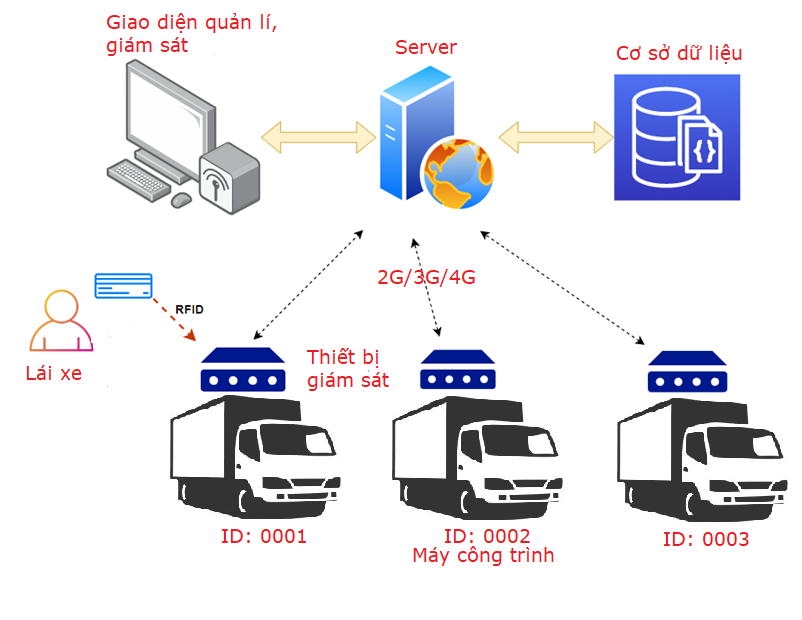 Giao diện quản lí,
giám sát
Server
Cơ sở dữ liệu
2G/3G/4G
RFID
Lái xe
Thiết bị
giám sát
ID: 0001
ID: 0002
Máy công trình
ID: 0003